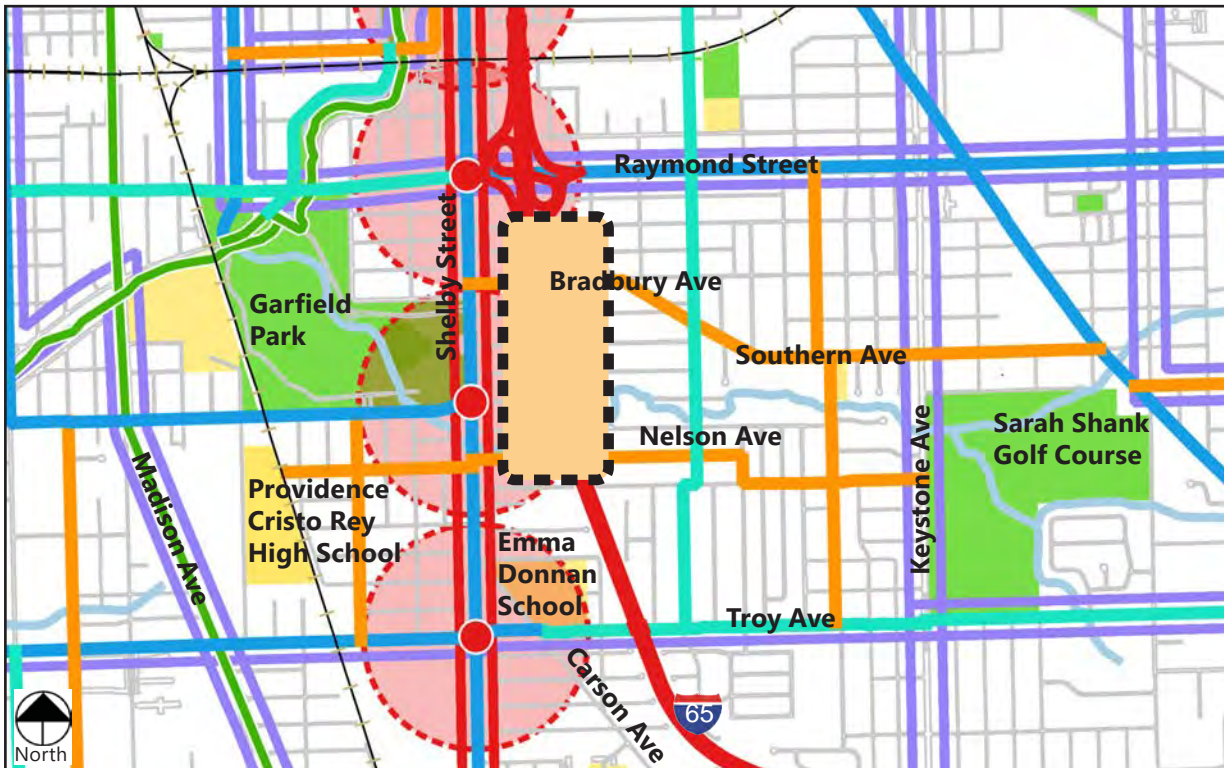 Raymond Street
Shelby Street
Bradbury Ave
Garfield
Park
Southern Ave
Nelson Ave
Sarah Shank
Golf Course
Keystone Ave
Madison Ave
Providence
Cristo Rey
High School
Emma
Donnan
School
Troy Ave
Carson Ave
65
North